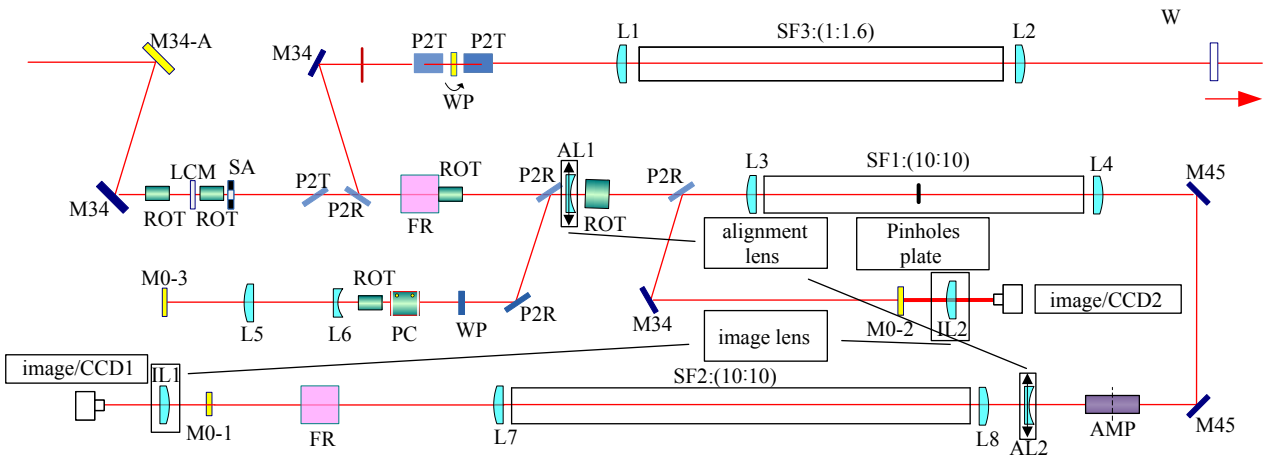 M34-A
M34
P2T
P2T
WP
L1
SF3:(1:1.6)
L2
W
M34
ROT
LCM
ROT
SA
P2T
P2R
FR
ROT
P2R
AL1
ROT
P2R
L3
SF1:(10:10)
L4
M45
alignment
lens
Pinholes
plate
M0-3
L5
L6
ROT
PC
WP
P2R
M34
M0-2
IL2
image/CCD2
image lens
image/CCD1
IL1
M0-1
FR
L7
SF2:(10:10)
L8
AL2
AMP
M45